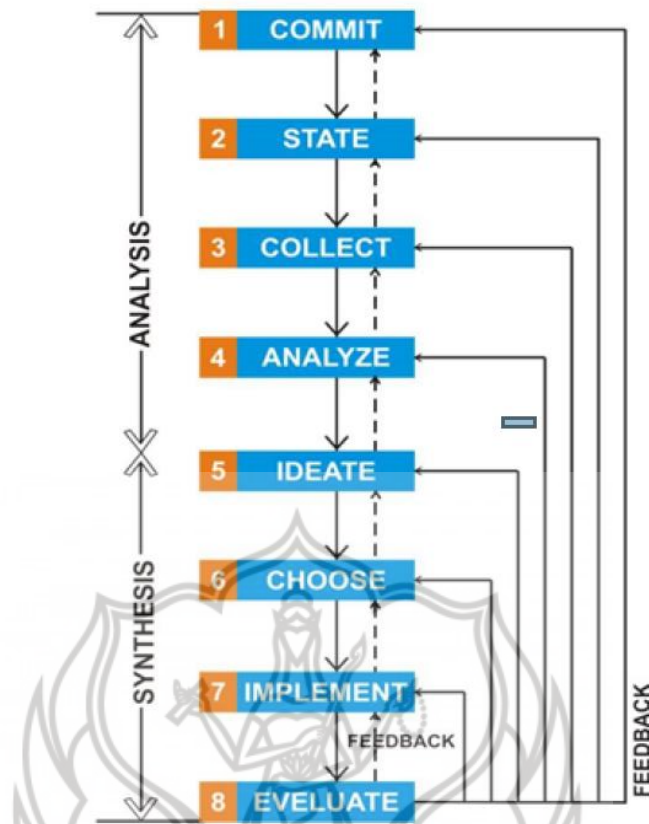 1 COMMIT
2 STATE
3 COLLECT
4 ANALYZE
5 IDEATE
6 CHOOSE
7 IMPLEMENT
FEEDBACK
8 EVELUATE
ANALYSIS
SYNTHESIS
FEEDBACK